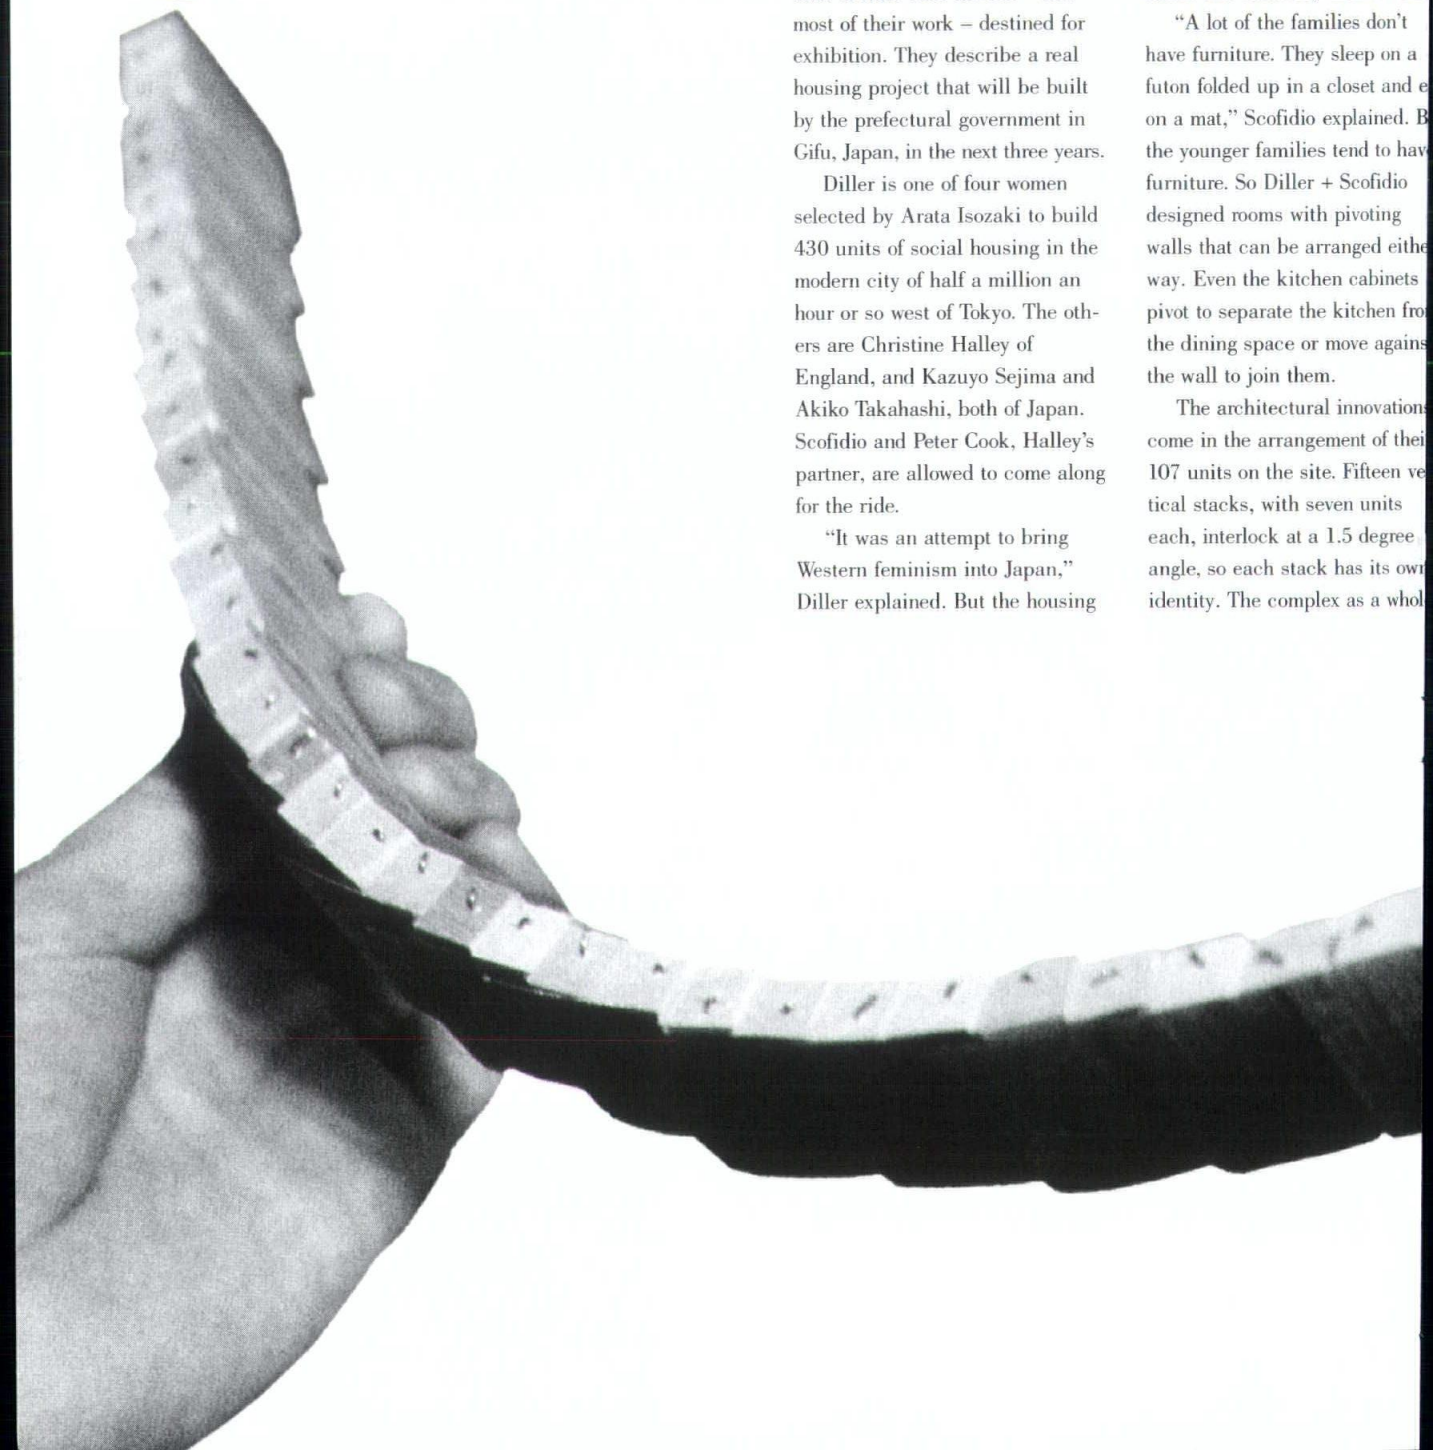 most of their work – destined for
exhibition. They describe a real
housing project that will be built
by the prefectural government in
Gifu, Japan, in the next three years.
Diller is one of four women
selected by Arata Isozaki to build
430 units of social housing in the
modern city of half a million an
hour or so west of Tokyo. The oth-
ers are Christine Halley of
England, and Kazuyo Sejima and
Akiko Takahashi, both of Japan.
Scofidio and Peter Cook, Halley's
partner, are allowed to come along
for the ride.
“It was an attempt to bring
Western feminism into Japan,”
Diller explained. But the housing
“A lot of the families don't
have furniture. They sleep on a
futon folded up in a closet and
on a mat,” Scofidio explained.
the younger families tend to
furniture. So Diller + Scofidio
designed rooms with pivoting
walls that can be arranged
way. Even the kitchen cabinets
pivot to separate the kitchen
the dining space or move
the wall to join them.
The architectural
come in the arrangement of
107 units on the site. Fifteen
tical stacks, with seven units
each, interlock at a 1.5 degree
angle, so each stack has its
identity. The complex as a